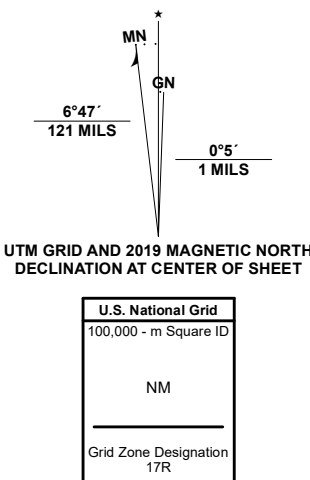 MN
GN
6°47´
121 MILS
0°5´
1 MILS
UTM GRID AND 2019 MAGNETIC NORTH
DECLINATION AT CENTER OF SHEET
U.S. National Grid
100,000 - m Square ID
NM
Grid Zone Designation
17R